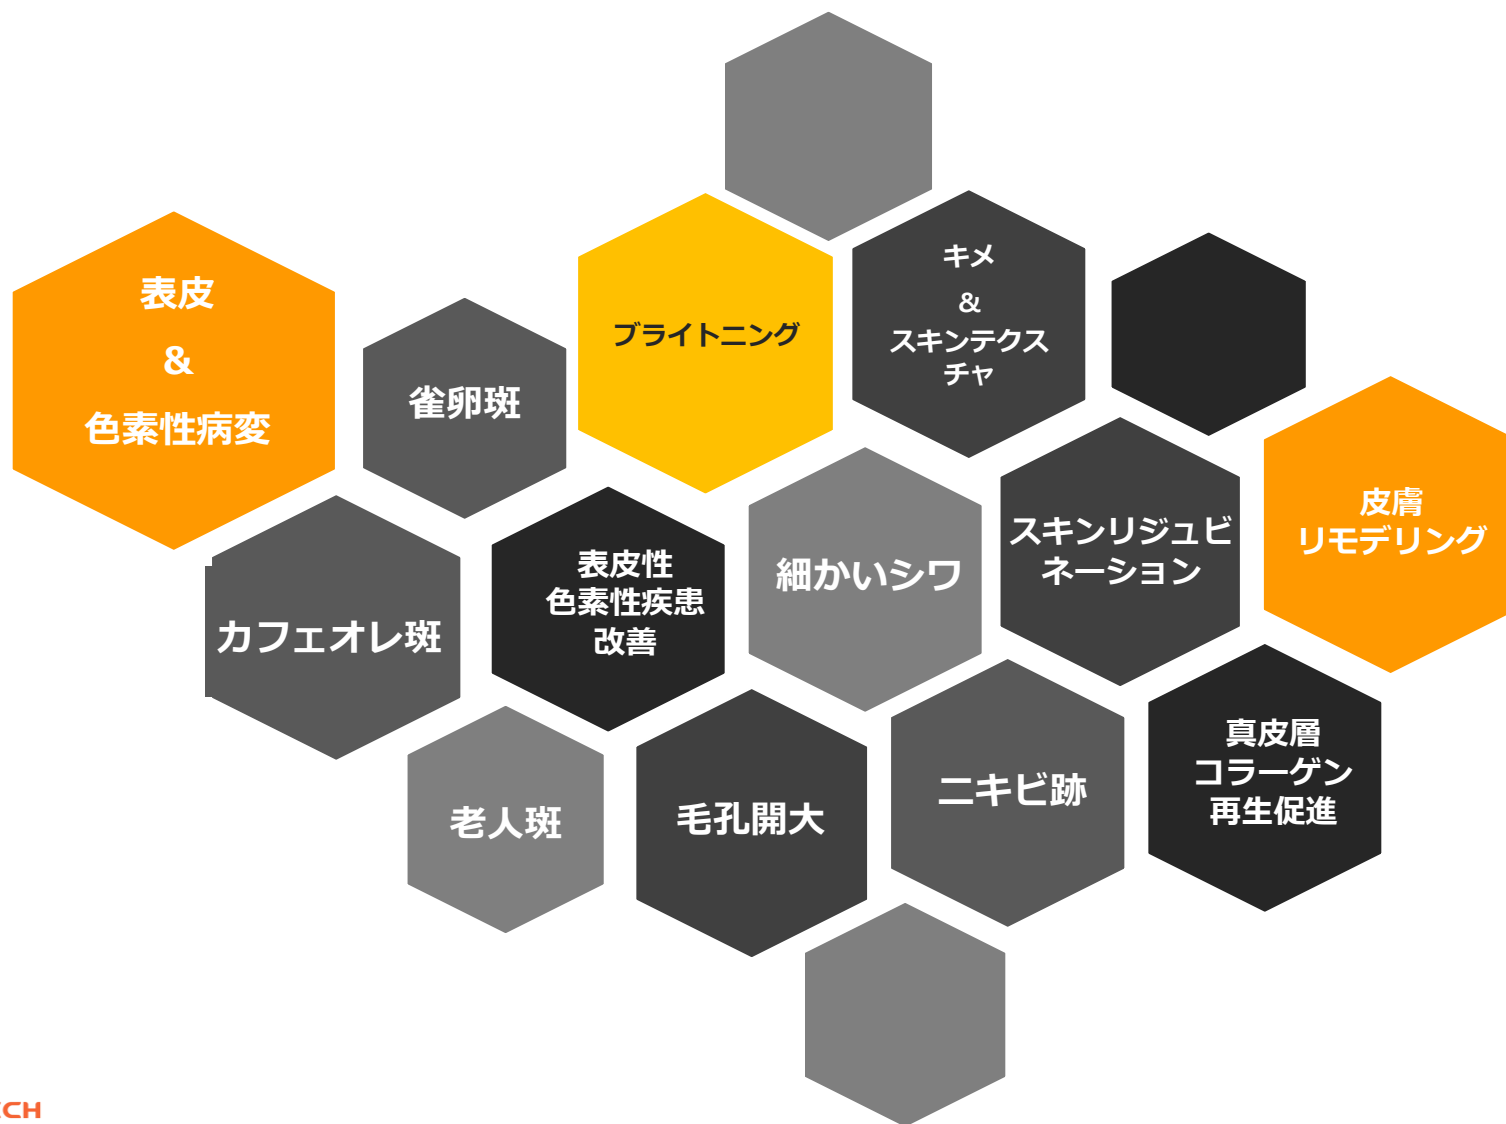 表皮
&
色素性病変
雀卵斑
ブライトニング
キメ
&
スキンテクス
チャ
カフェオレ斑
表皮性
色素性疾患
改善
細かいシワ
スキンリジュビ
ネーション
皮膚
リモデリング
老人斑
毛孔開大
ニキビ跡
真皮層
コラーゲン
再生促進
CH